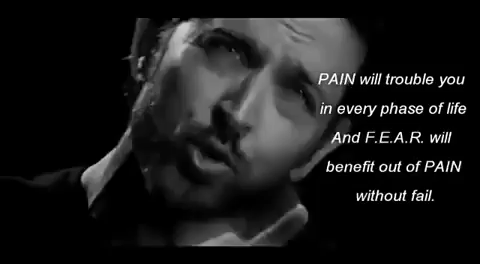 PAIN will trouble you
in every phase of life
And F.E.A.R. will
benefit out of PAIN
without fail.